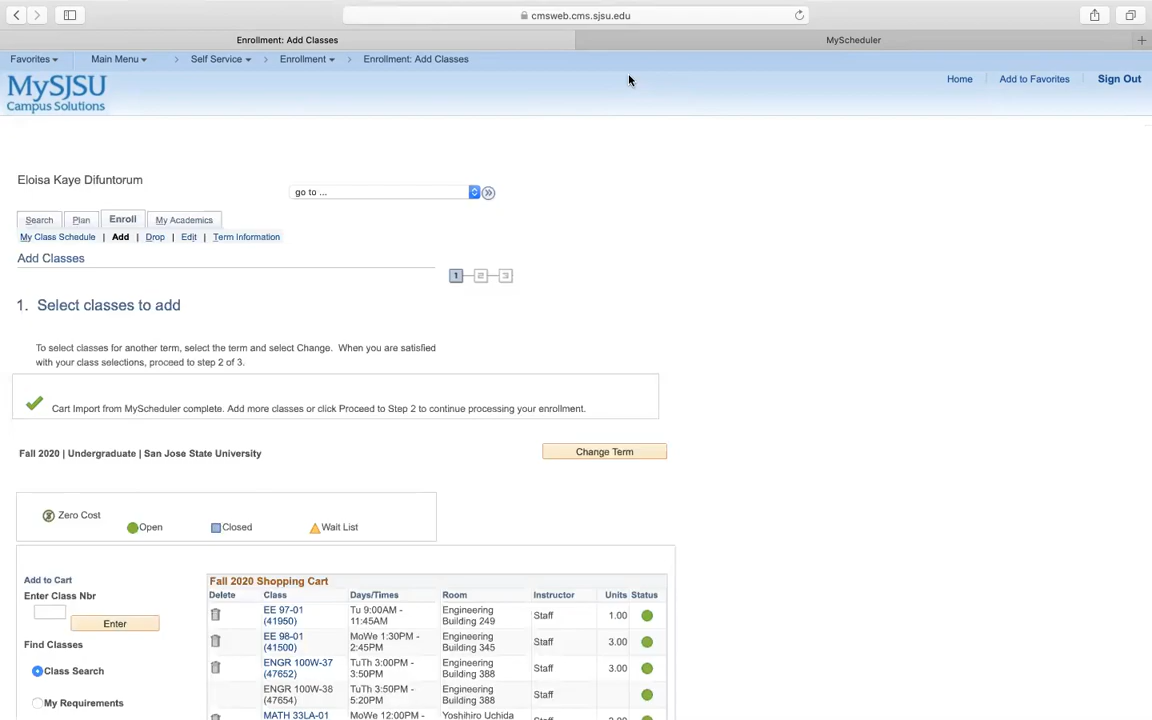 cmsweb.cms.sjsu.edu
Enrollment: Add Classes
MyScheduler
Favorites
Main Menu
Self Service
Enrollment
Enrollment: Add Classes
MySJSU
Campus Solutions
Home
Add to Favorites
Sign Out
Eloisa Kaye Difuntorum
go to ...
Search
Plan
Enroll
My Academics
My Class Schedule | Add | Drop | Edit | Term Information
Add Classes
1 2 3
1. Select classes to add
To select classes for another term, select the term and select Change. When you are satisfied
with your class selections, proceed to step 2 of 3.
Cart Import from MyScheduler complete. Add more classes or click Proceed to Step 2 to continue processing your enrollment.
Fall 2020 | Undergraduate | San Jose State University
Change Term
Zero Cost
Open
Closed
Wait List
Add to Cart
Enter Class Nbr
Enter
Find Classes
Class Search
My Requirements
Fall 2020 Shopping Cart
Delete Class Days/Times Room Instructor Units Status
EE 97-01 Tu 9:00AM - Engineering
(41950) 11:45AM Building 249 Staff 1.00
EE 98-01 MoWe 1:30PM - Engineering
(41500) 2:45PM Building 345 Staff 3.00
ENGR 100W-37 TuTh 3:00PM - Engineering
(47652) 3:50PM Building 388 Staff 3.00
ENGR 100W-38 TuTh 3:50PM - Engineering
(47654) 5:20PM Building 388 Staff
MATH 33LA-01 MoWe 12:00PM - Yoshihiro Uchida